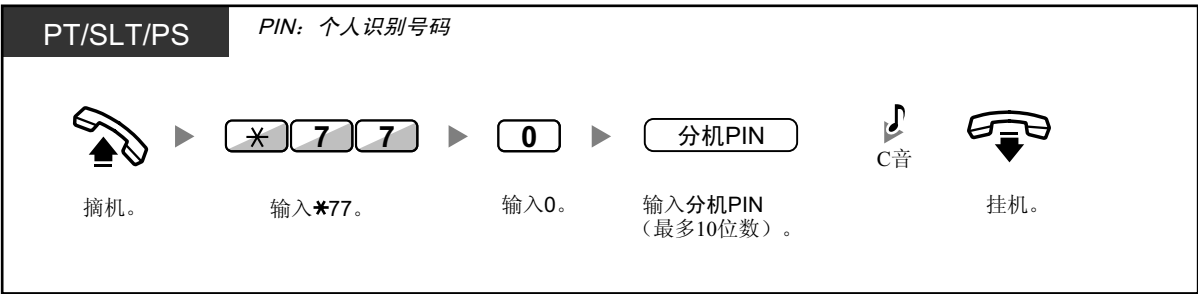 PT/SLT/PS
PIN：个人识别号码
* 7 7
0
分机PIN
C音
摘机。
输入*77。
输入0。
输入分机PIN
（最多10位数）。
挂机。